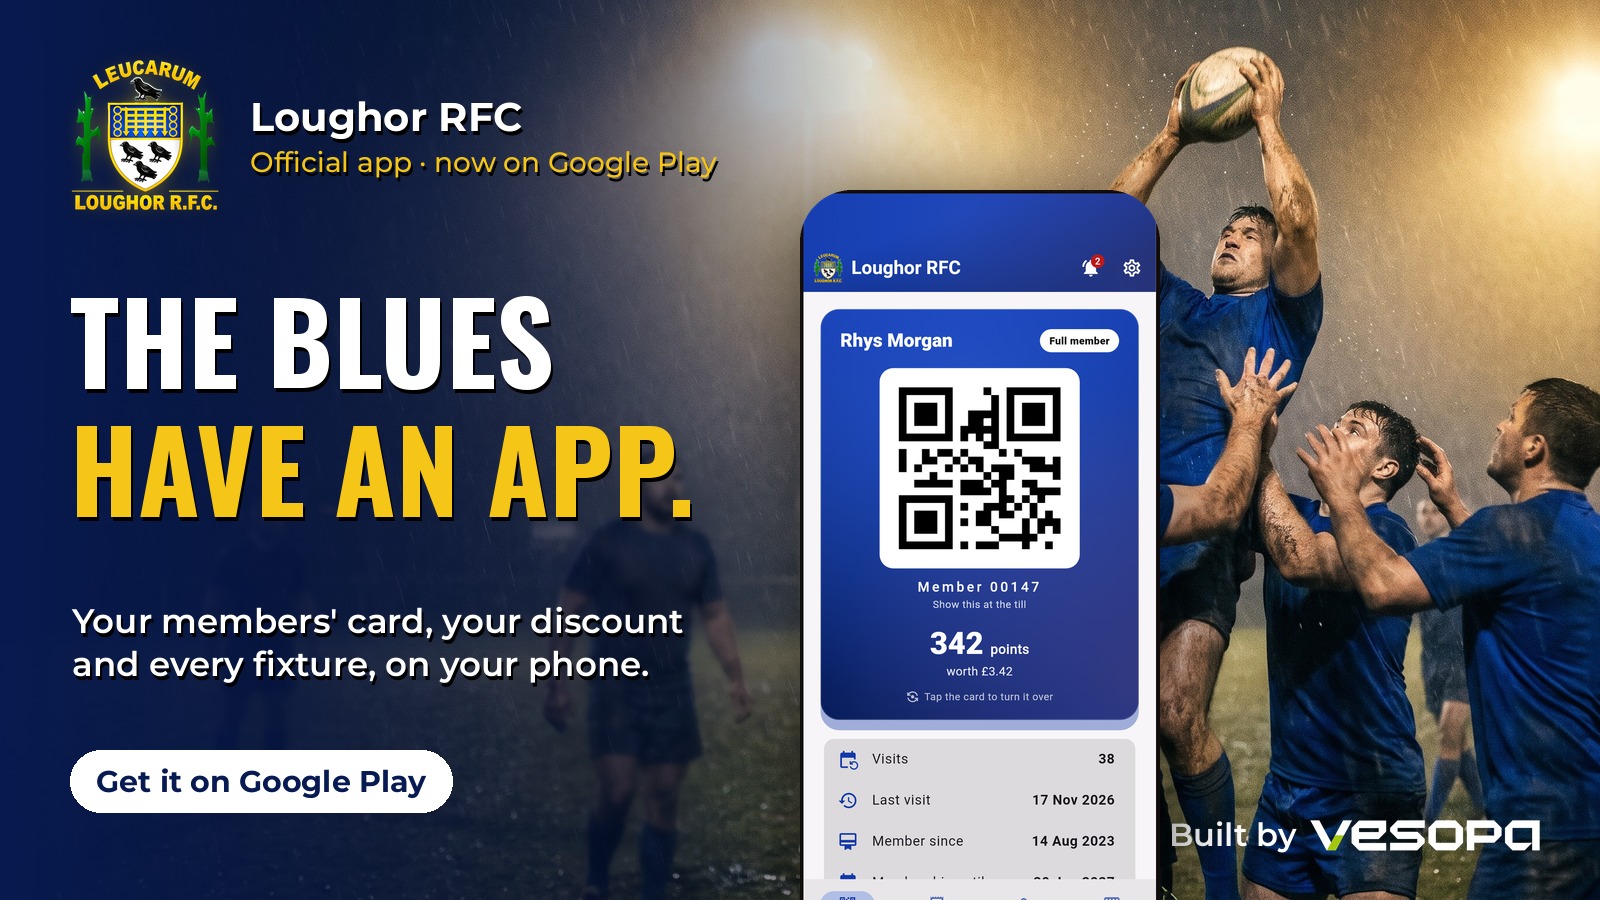 LEUCARUM
LOUGHOR R.F.C.
Loughor RFC
Official app · now on Google Play
THE BLUES
HAVE AN APP.
Your members' card, your discount
and every fixture, on your phone.
Get it on Google Play
Loughor RFC
2
Rhys Morgan
Full member
Member 00147
Show this at the till
342 points
worth £3.42
Tap the card to turn it over
Visits 38
Last visit 17 Nov 2026
Member since 14 Aug 2023
Built by vesopa